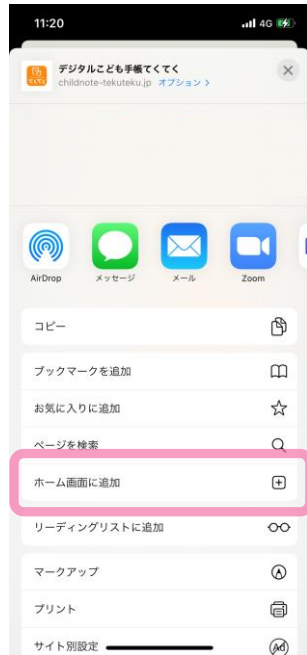 11:20
4G
デジタルこども手帳てくてく
childnote-tekuteku.jp オプション >
てくてく
AirDrop
メッセージ
メール
Zoom
コピー
ブックマークを追加
お気に入りに追加
ページを検索
ホーム画面に追加
リーディングリストに追加
マークアップ
プリント
サイト別設定
Ad